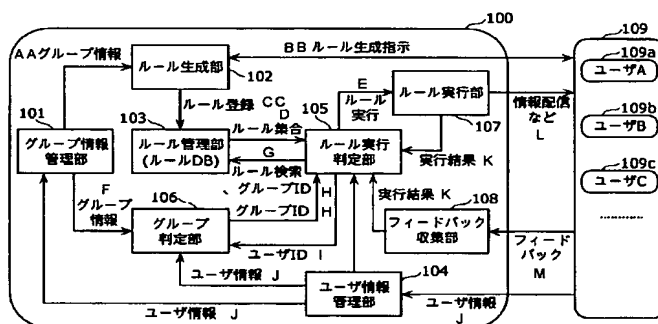 100
109
AAグループ情報
BB ルール生成指示
109a
ユーザA
ルール生成部
102
101
103
ルール登録 CC
D
105
E
ルール
実行
ルール実行部
107
情報配信
など
L
109b
ユーザB
グループ情報
管理部
ルール管理部
(ルールDB)
ルール集合
G
ルール検索
、グループID H
ルール実行
判定部
実行結果 K
109c
ユーザC
………
F
グループ
情報
106
グループ
判定部
グループID H
実行結果 K
108
フィードバック
収集部
ユーザID I
フィード
バック
M
ユーザ情報 J
104
ユーザ情報
管理部
ユーザ情報 J
ユーザ情報
J